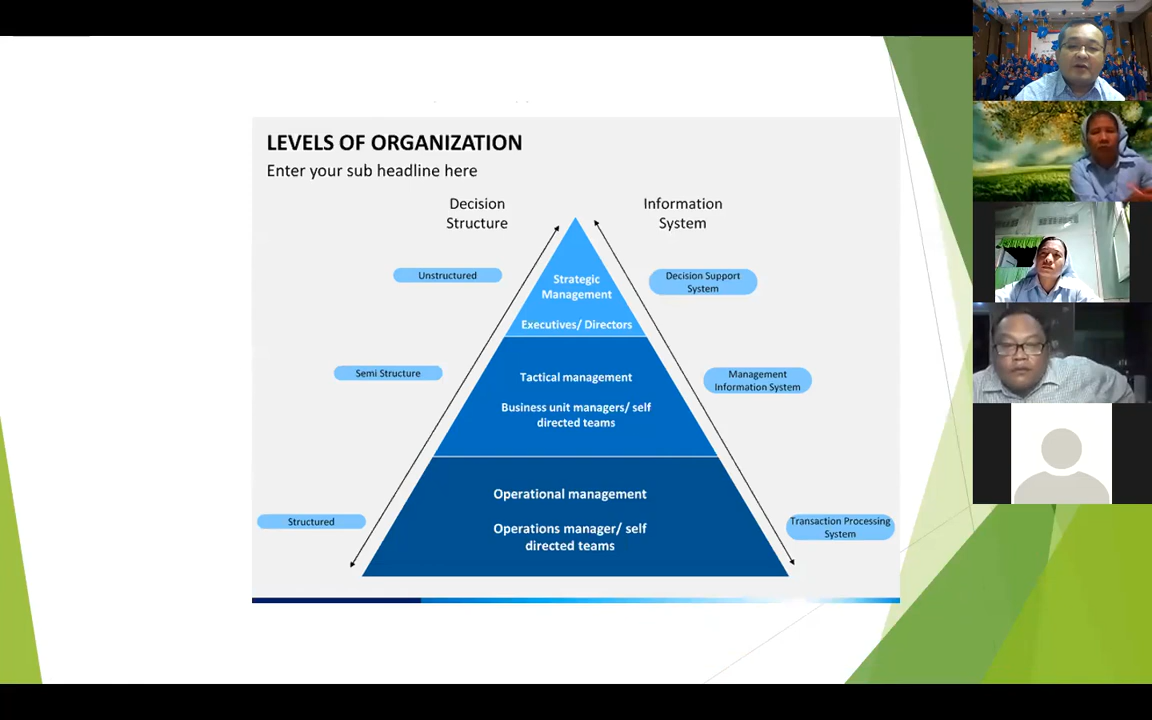 LEVELS OF ORGANIZATION
Enter your sub headline here
Decision
Structure
Information
System
Unstructured
Strategic
Management
Executives/ Directors
Decision Support
System
Semi Structure
Tactical management
Business unit managers/ self
directed teams
Management
Information System
Structured
Operational management
Operations manager/ self
directed teams
Transaction Processing
System